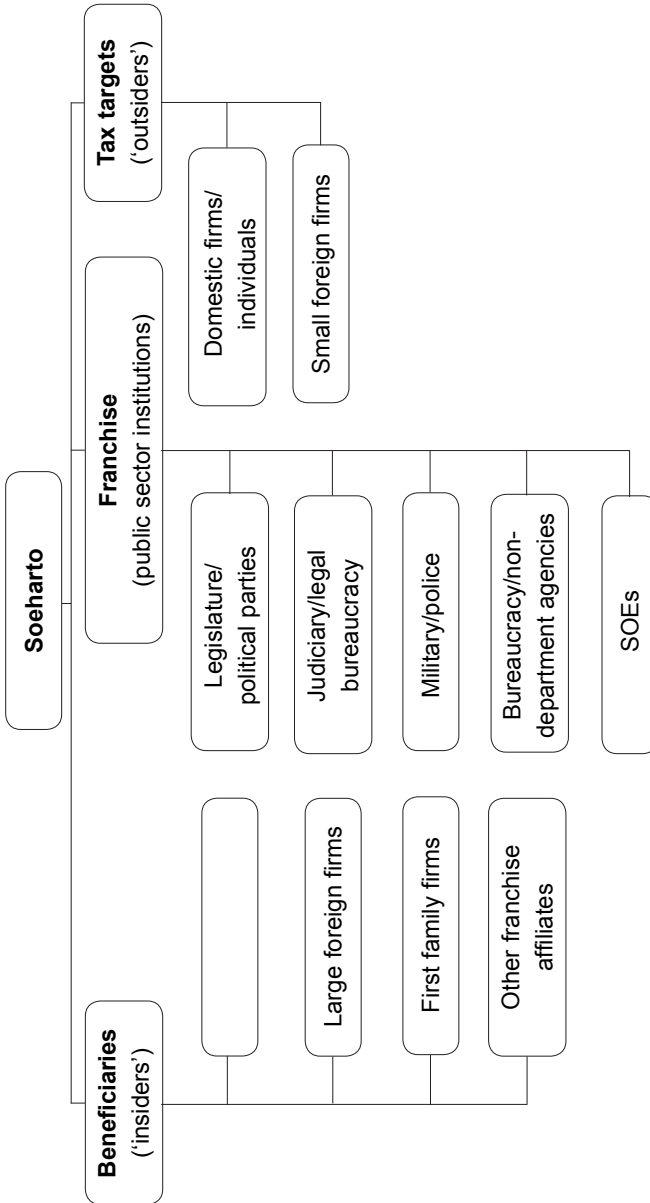 Soeharto
Beneficiaries
(‘insiders’)
Large foreign firms
First family firms
Other franchise
affiliates
Franchise
(public sector institutions)
Legislature/
political parties
Judiciary/legal
bureaucracy
Military/police
Bureaucracy/non-
department agencies
SOEs
Tax targets
(‘outsiders’)
Domestic firms/
individuals
Small foreign firms